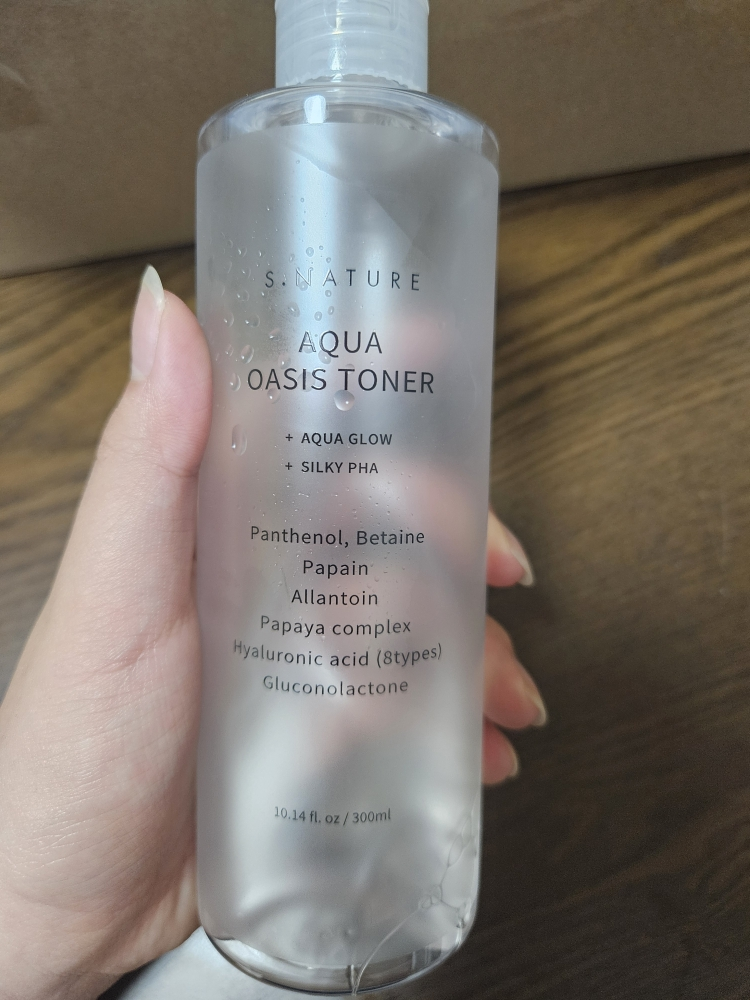 S.NATURE
AQUA
OASIS TONER
+ AQUA GLOW
+ SILKY PHA
Panthenol, Betaine
Papain
Allantoin
Papaya complex
Hyaluronic acid (8types)
Gluconolactone
10.14 fl. oz / 300ml